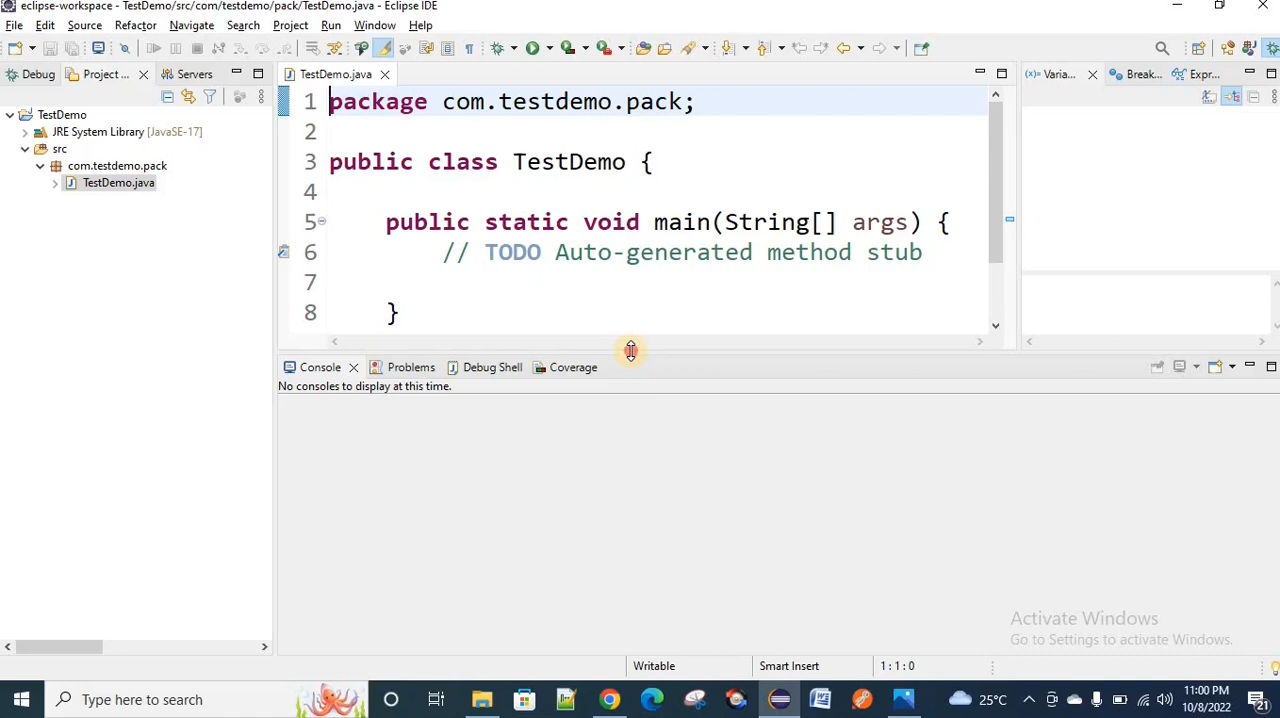 eclipse-workspace - TestDemo/src/com/testdemo/pack/TestDemo.java - Eclipse IDE
File Edit Source Refactor Navigate Search Project Run Window Help
Debug Project ... Servers
TestDemo
JRE System Library [JavaSE-17]
src
com.testdemo.pack
TestDemo.java
TestDemo.java
1 package com.testdemo.pack;
2
3 public class TestDemo {
4
5 public static void main(String[] args) {
6 // TODO Auto-generated method stub
7
8 }
(x)= Varia... Break... Expr...
Console Problems Debug Shell Coverage
No consoles to display at this time.
Activate Windows
Go to Settings to activate Windows.
Writable Smart Insert 1 : 1 : 0
Type here to search
25°C
11:00 PM
10/8/2022
21